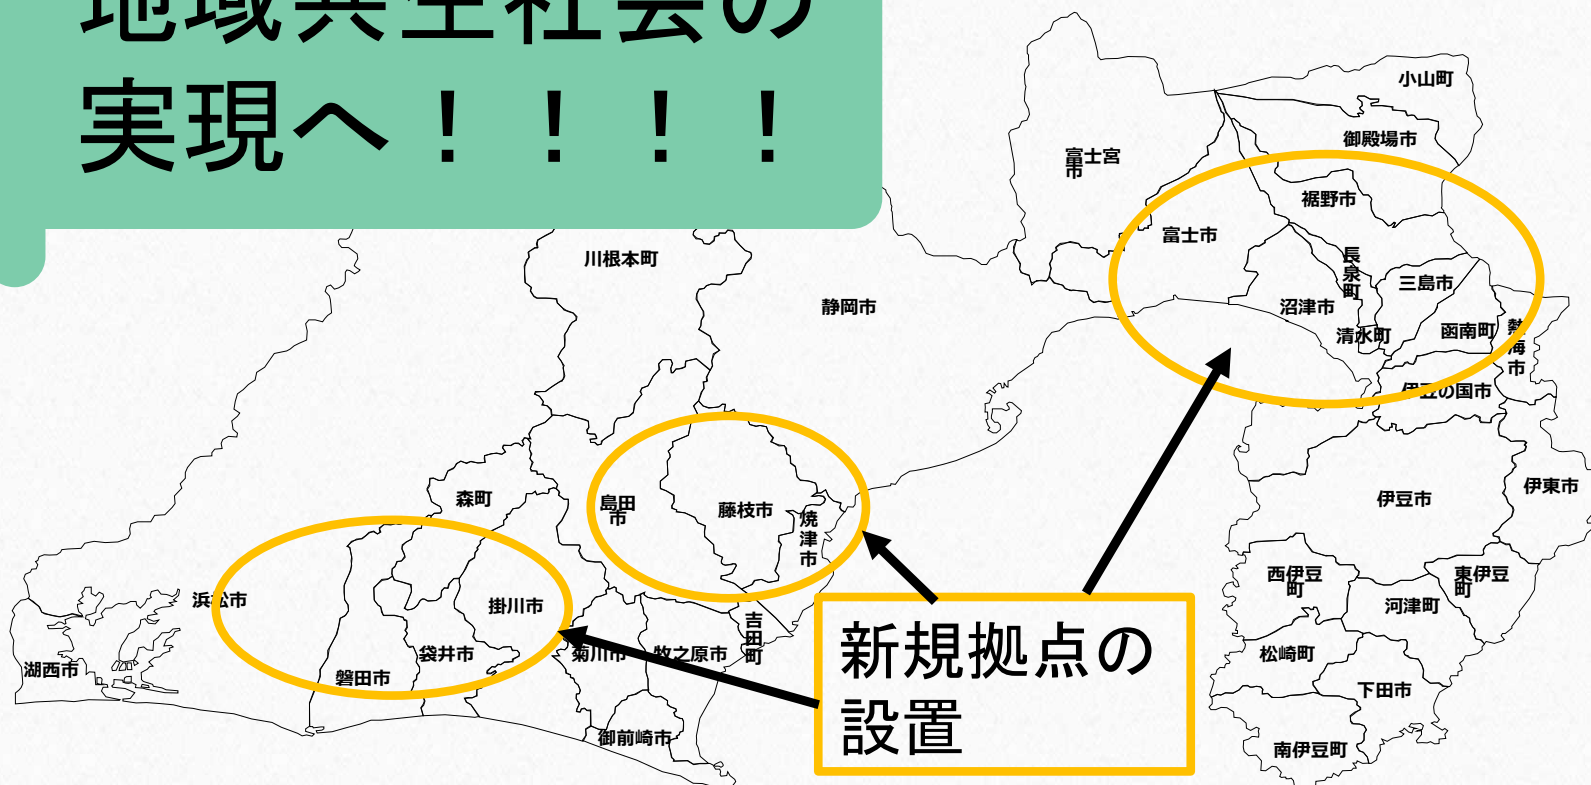 地域共生社会の
実現へ！！！！
小山町
御殿場市
富士宮
市
裾野市
富士市
川根本町
長泉町
三島市
静岡市
沼津市
清水町
函南町
熱海市
伊豆の国市
森町
島田
市
藤枝市
焼津市
伊豆市
伊東市
西伊豆
町
東伊豆
町
浜松市
掛川市
河津町
吉田町
袋井市
菊川市
牧之原市
松崎町
湖西市
磐田市
下田市
御前崎市
南伊豆町
新規拠点の
設置